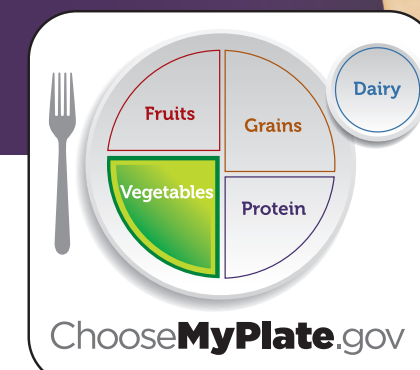 Dairy
Fruits
Grains
Vegetables
Protein
ChooseMyPlate.gov